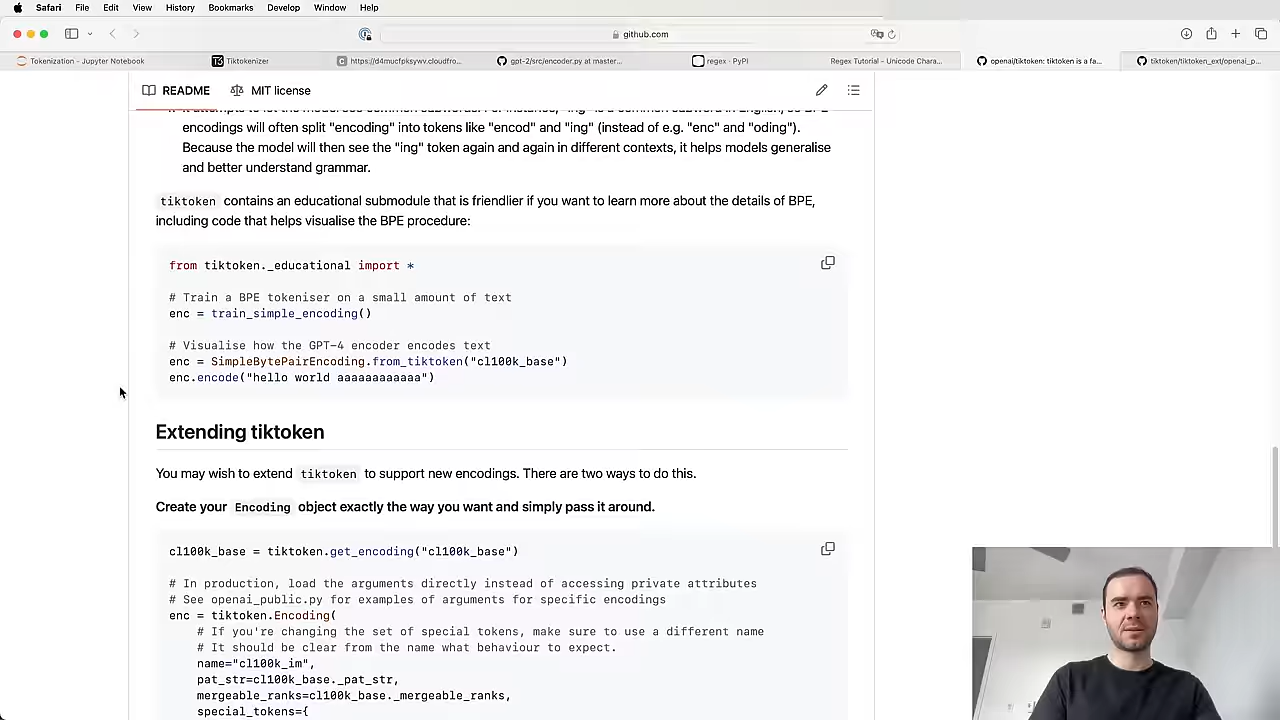 Safari File Edit View History Bookmarks Develop Window Help
github.com
Tokenization - Jupyter Notebook
Tiktokenizer
https://d4mucfpksywv.cloudfro...
gpt-2/src/encoder.py at master...
regex · PyPI
Regex Tutorial - Unicode Chara...
openai/tiktoken: tiktoken is a fa...
tiktoken/tiktoken_ext/openai_p...
README MIT license
encodings will often split "encoding" into tokens like "encod" and "ing" (instead of e.g. "enc" and "oding").
Because the model will then see the "ing" token again and again in different contexts, it helps models generalise
and better understand grammar.
tiktoken contains an educational submodule that is friendlier if you want to learn more about the details of BPE,
including code that helps visualise the BPE procedure:
from tiktoken._educational import *
# Train a BPE tokeniser on a small amount of text
enc = train_simple_encoding()
# Visualise how the GPT-4 encoder encodes text
enc = SimpleBytePairEncoding.from_tiktoken("cl100k_base")
enc.encode("hello world aaaaaaaaaaaa")
Extending tiktoken
You may wish to extend tiktoken to support new encodings. There are two ways to do this.
Create your Encoding object exactly the way you want and simply pass it around.
cl100k_base = tiktoken.get_encoding("cl100k_base")
# In production, load the arguments directly instead of accessing private attributes
# See openai_public.py for examples of arguments for specific encodings
enc = tiktoken.Encoding(
# If you're changing the set of special tokens, make sure to use a different name
# It should be clear from the name what behaviour to expect.
name="cl100k_im",
pat_str=cl100k_base._pat_str,
mergeable_ranks=cl100k_base._mergeable_ranks,
special_tokens={